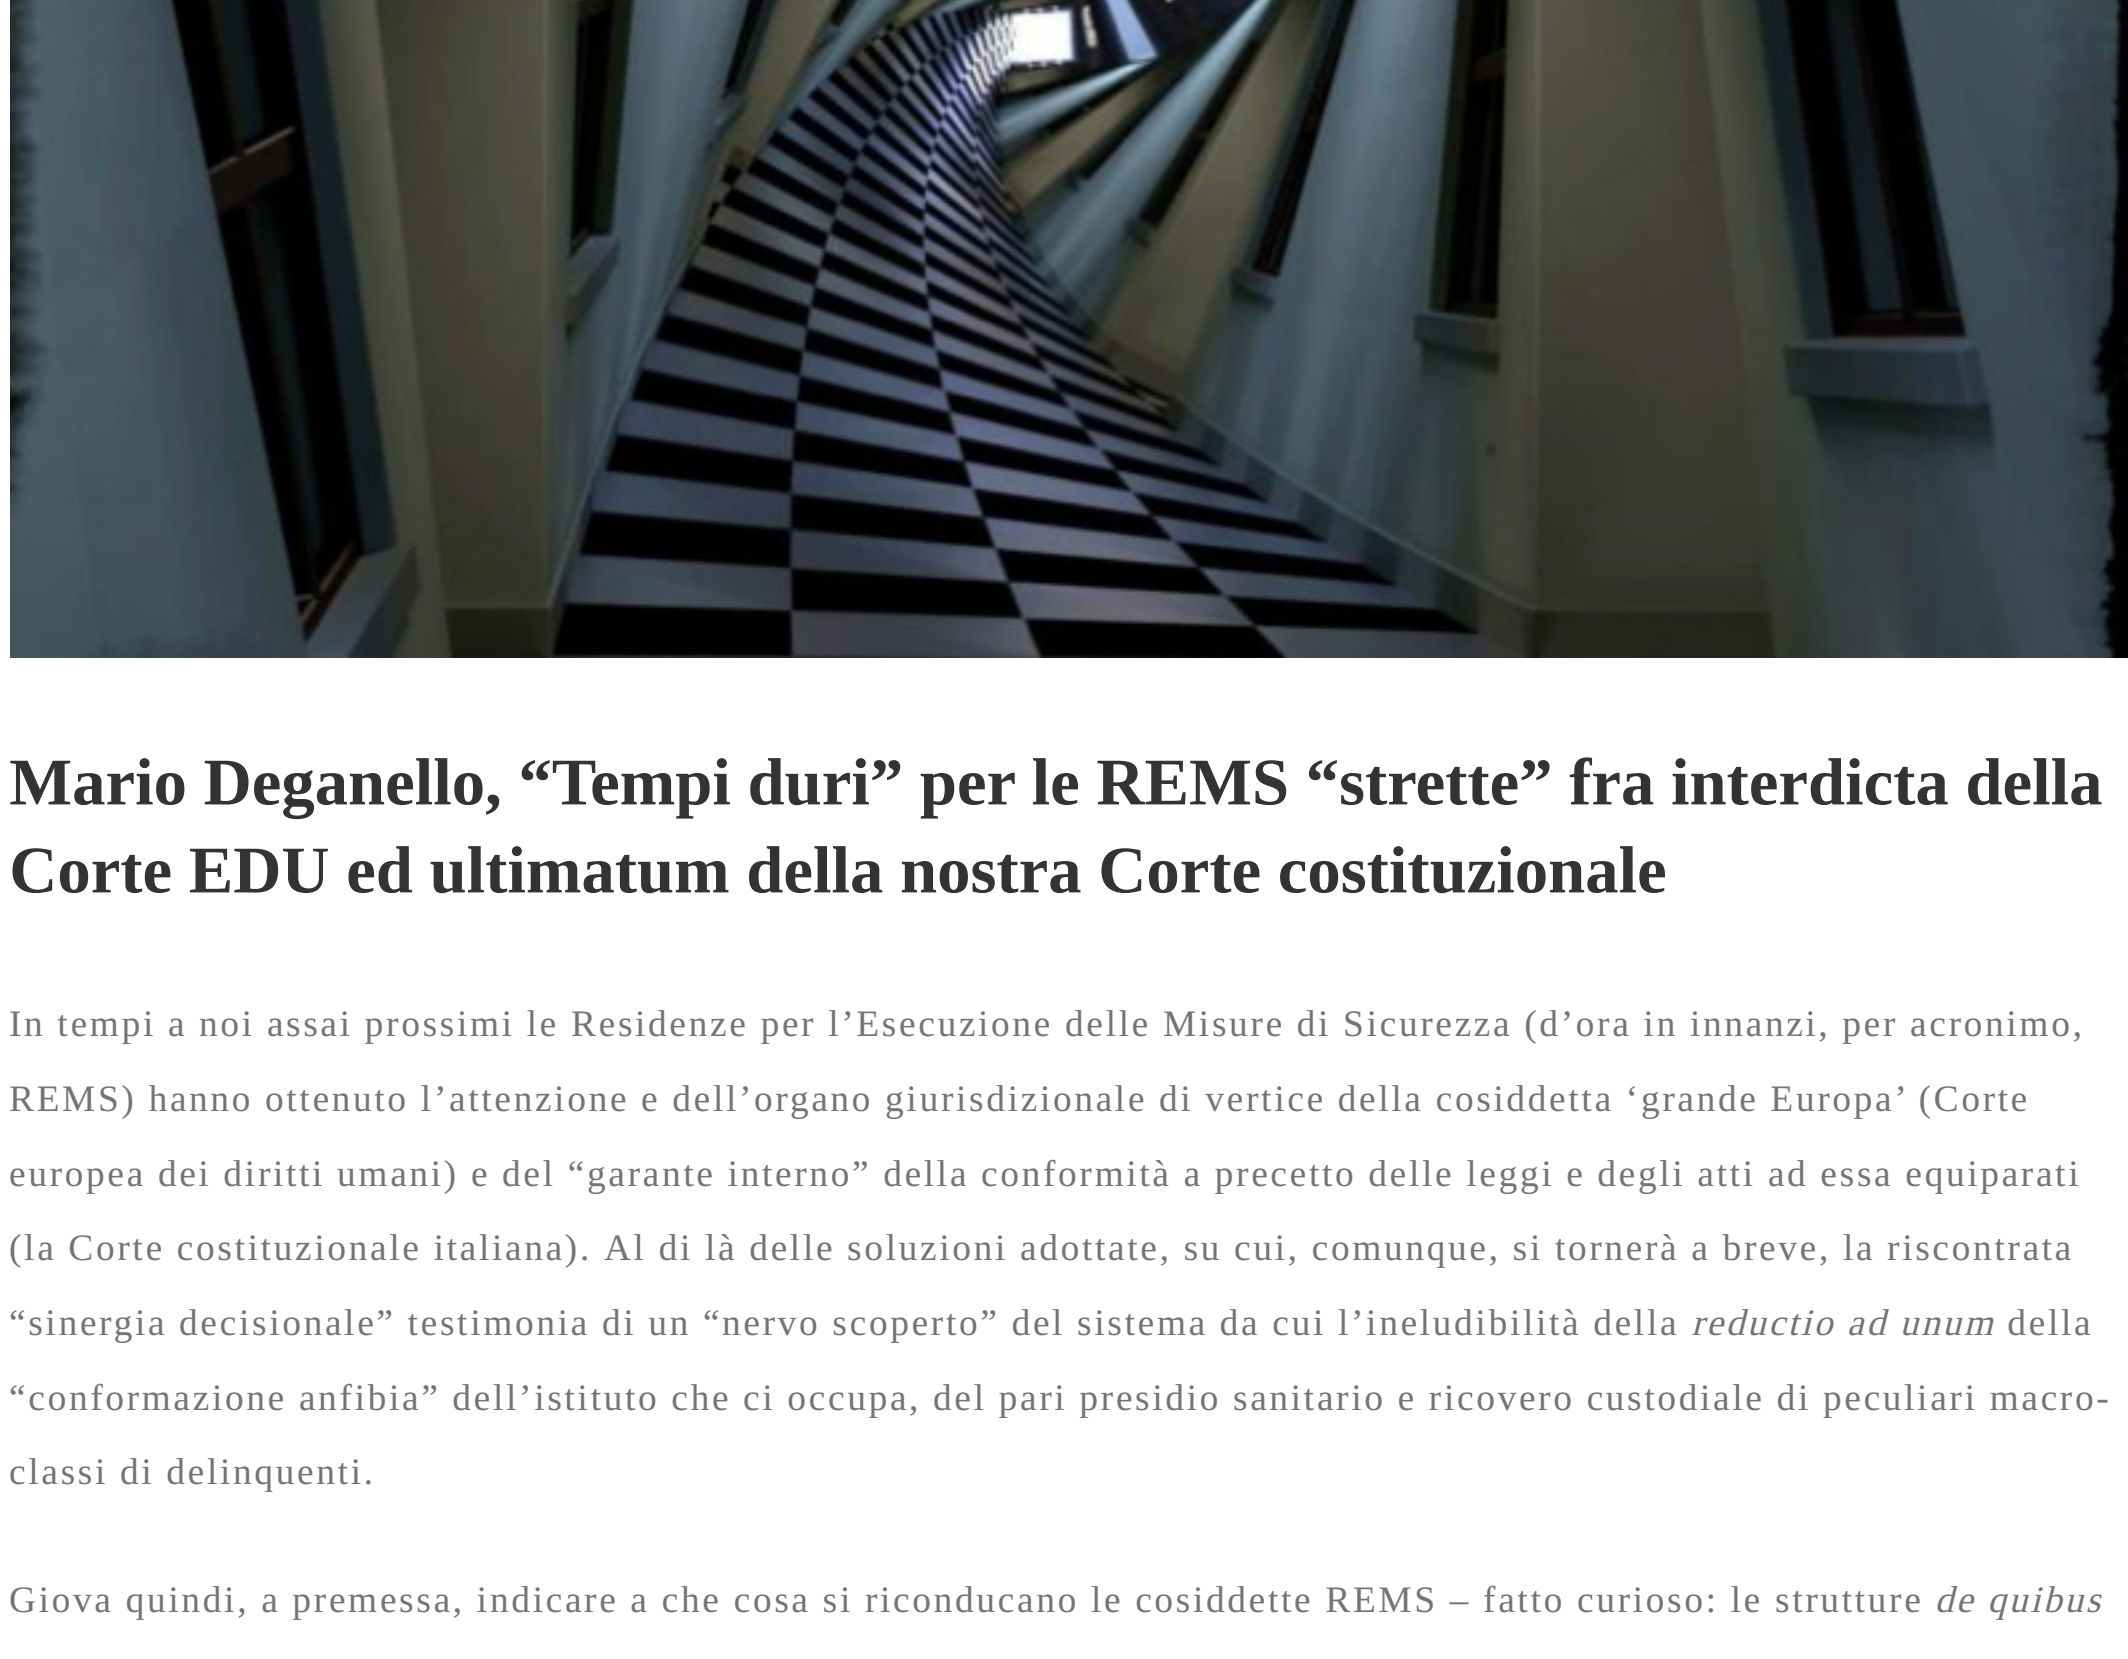 Mario Deganello, “Tempi duri” per le REMS “strette” fra interdicta della
Corte EDU ed ultimatum della nostra Corte costituzionale
In tempi a noi assai prossimi le Residenze per l’Esecuzione delle Misure di Sicurezza (d’ora in innanzi, per acronimo,
REMS) hanno ottenuto l’attenzione e dell’organo giurisdizionale di vertice della cosiddetta ‘grande Europa’ (Corte
europea dei diritti umani) e del “garante interno” della conformità a precetto delle leggi e degli atti ad essa equiparati
(la Corte costituzionale italiana). Al di là delle soluzioni adottate, su cui, comunque, si tornerà a breve, la riscontrata
“sinergia decisionale” testimonia di un “nervo scoperto” del sistema da cui l’ineludibilità della reductio ad unum della
“conformazione anfibia” dell’istituto che ci occupa, del pari presidio sanitario e ricovero custodiale di peculiari macro-
classi di delinquenti.
Giova quindi, a premessa, indicare a che cosa si riconducano le cosiddette REMS – fatto curioso: le strutture de quibus